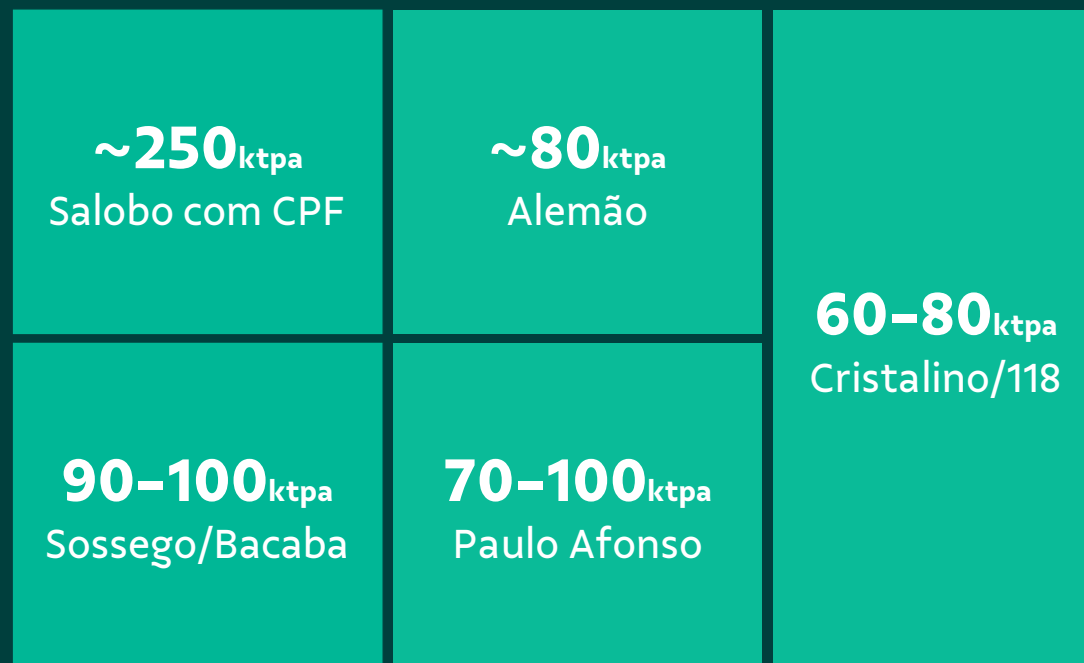 ~250ktpa
Salobo com CPF
~80ktpa
Alemão
60–80ktpa
Cristalino/118
90–100ktpa
Sossego/Bacaba
70–100ktpa
Paulo Afonso